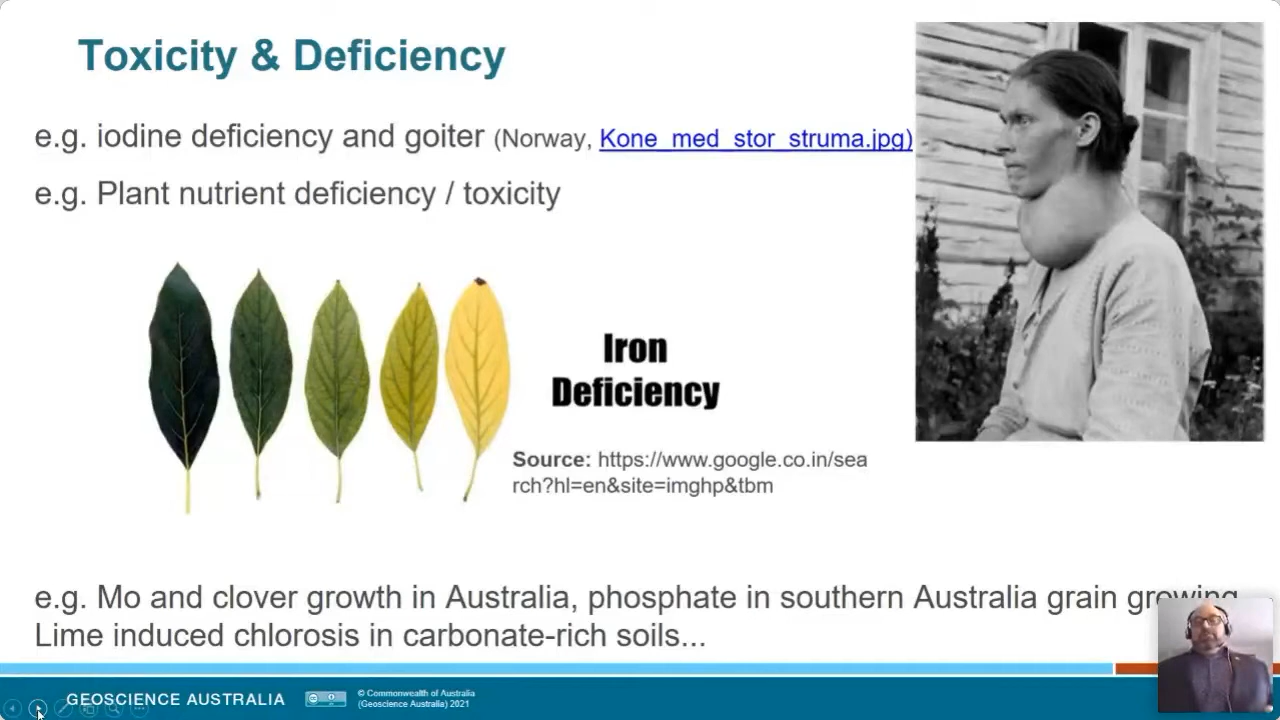 Toxicity & Deficiency
e.g. iodine deficiency and goiter (Norway, Kone_med_stor_struma.jpg)
e.g. Plant nutrient deficiency / toxicity
Iron
Deficiency
Source: https://www.google.co.in/sea
rch?hl=en&site=imghp&tbm
e.g. Mo and clover growth in Australia, phosphate in southern Australia grain growing
Lime induced chlorosis in carbonate-rich soils...
GEOSCIENCE AUSTRALIA
© Commonwealth of Australia
(Geoscience Australia) 2021